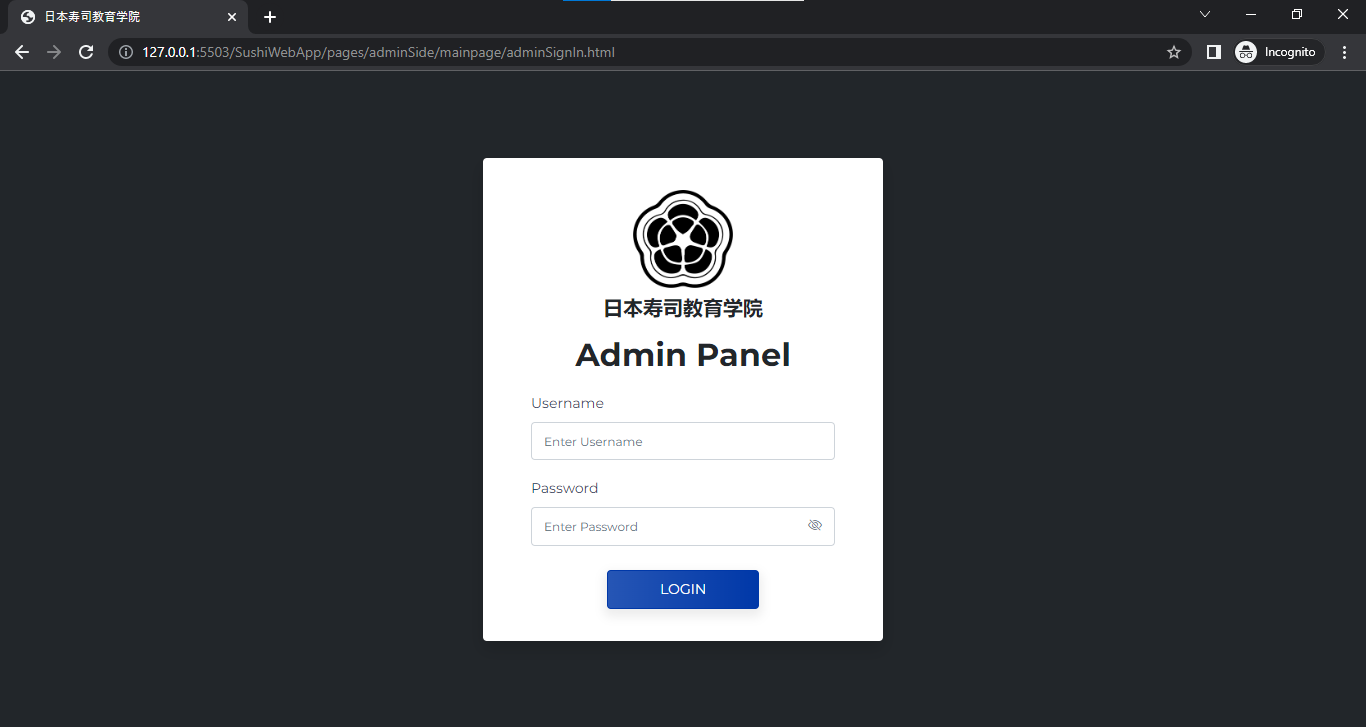 日本寿司教育学院
127.0.0.1:5503/SushiWebApp/pages/adminSide/mainpage/adminSignIn.html
Incognito
日本寿司教育学院
Admin Panel
Username
Enter Username
Password
Enter Password
LOGIN